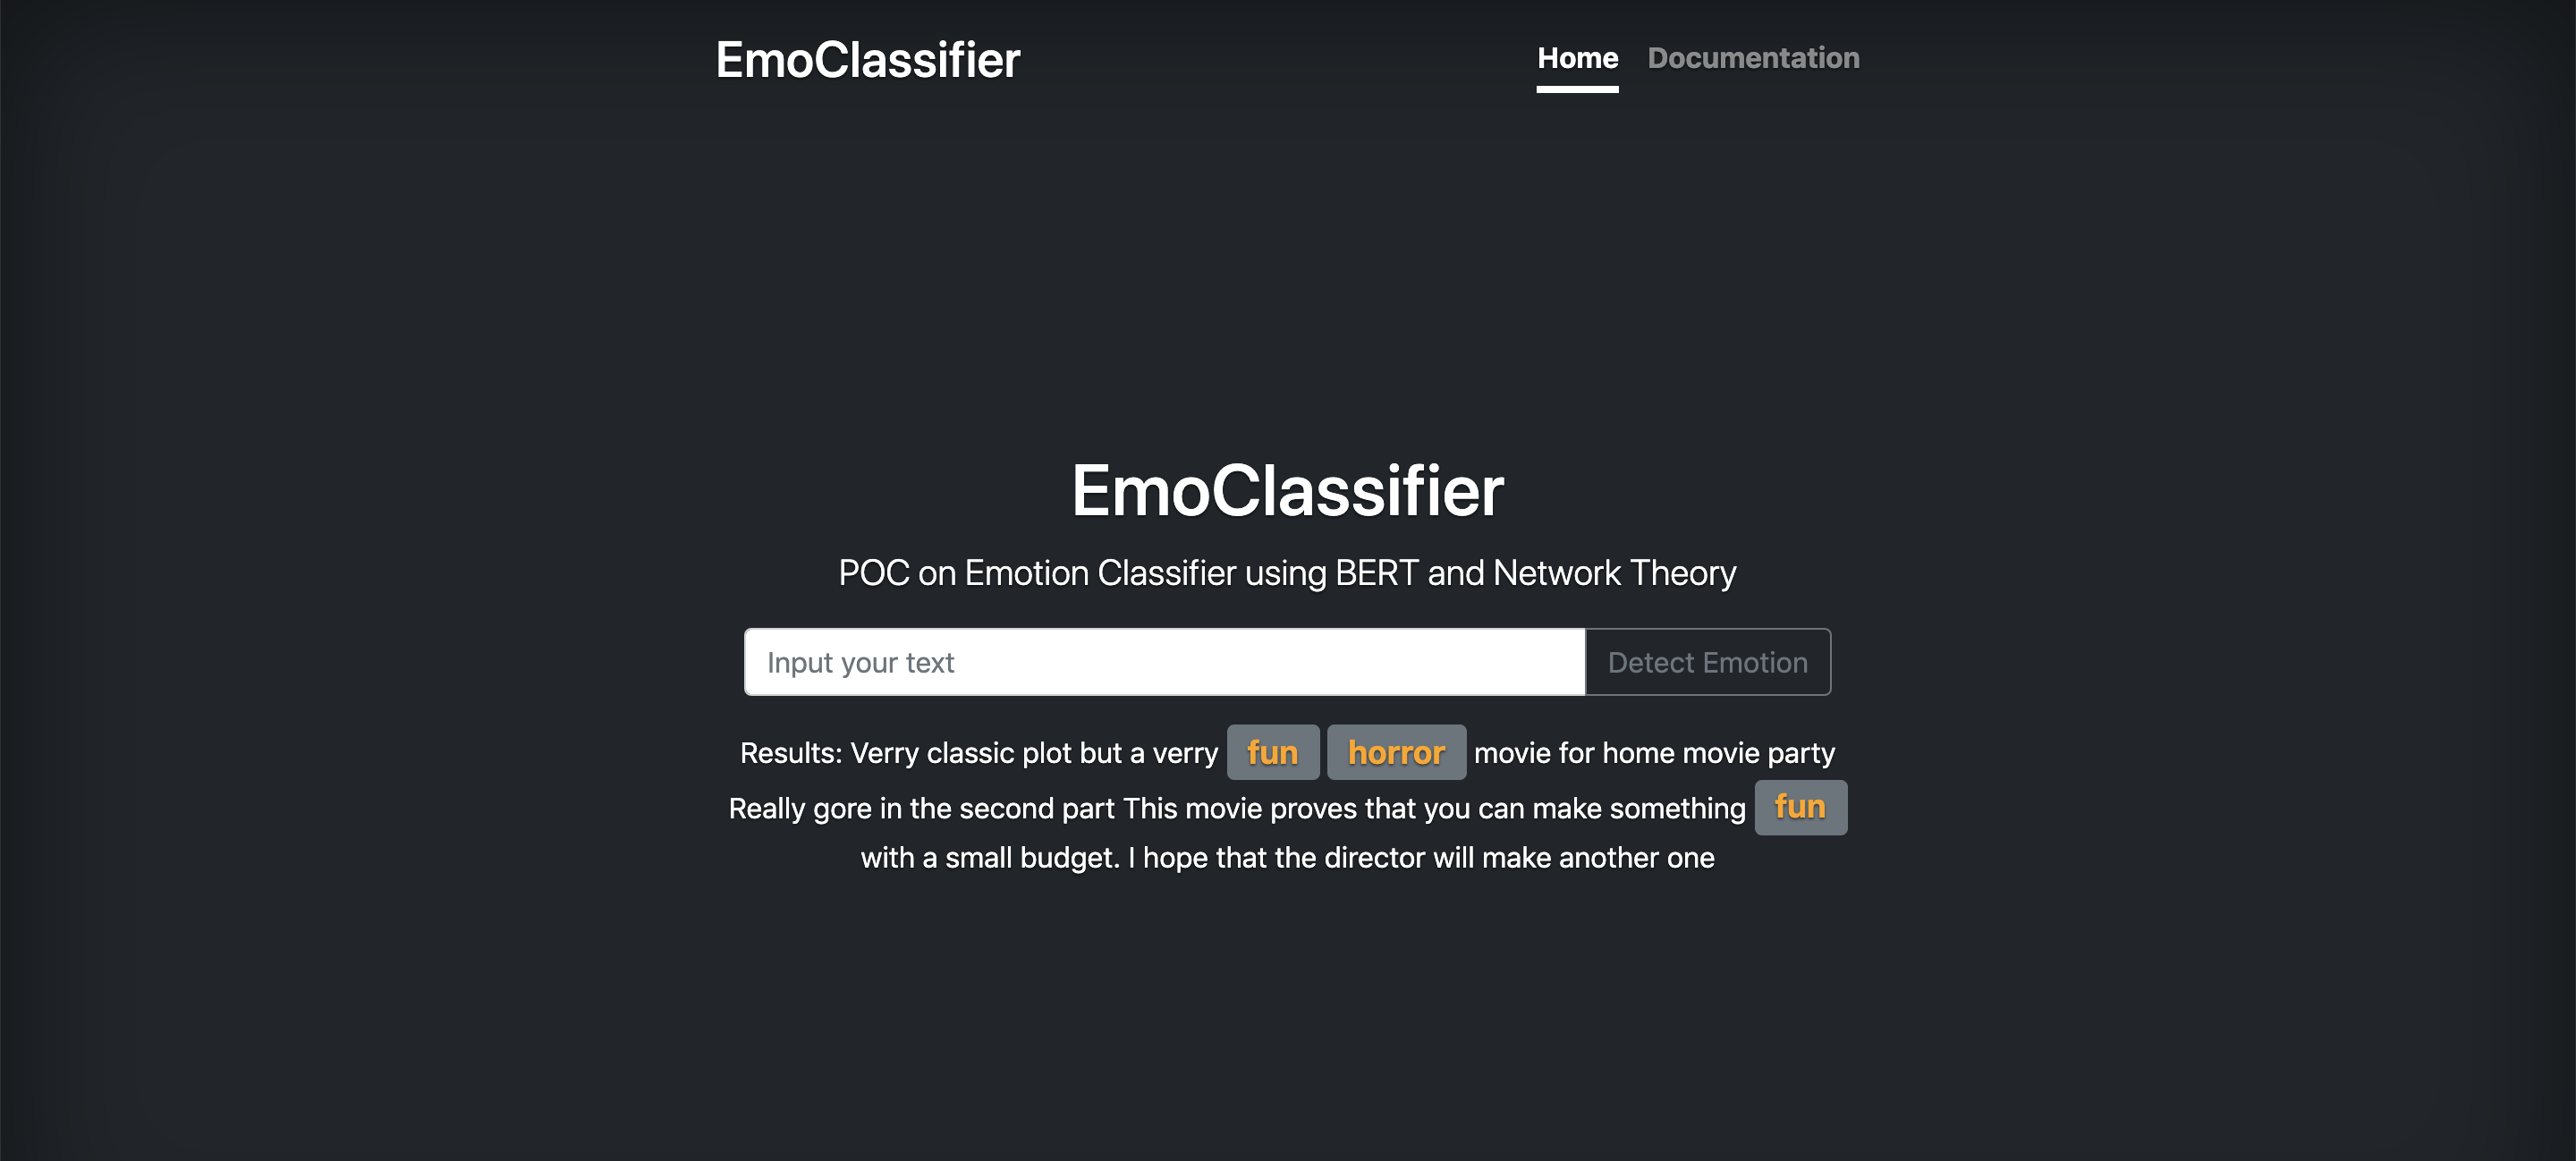 EmoClassifier
Home Documentation
EmoClassifier
POC on Emotion Classifier using BERT and Network Theory
Input your text Detect Emotion
Results: Verry classic plot but a verry fun horror movie for home movie party
Really gore in the second part This movie proves that you can make something fun
with a small budget. I hope that the director will make another one